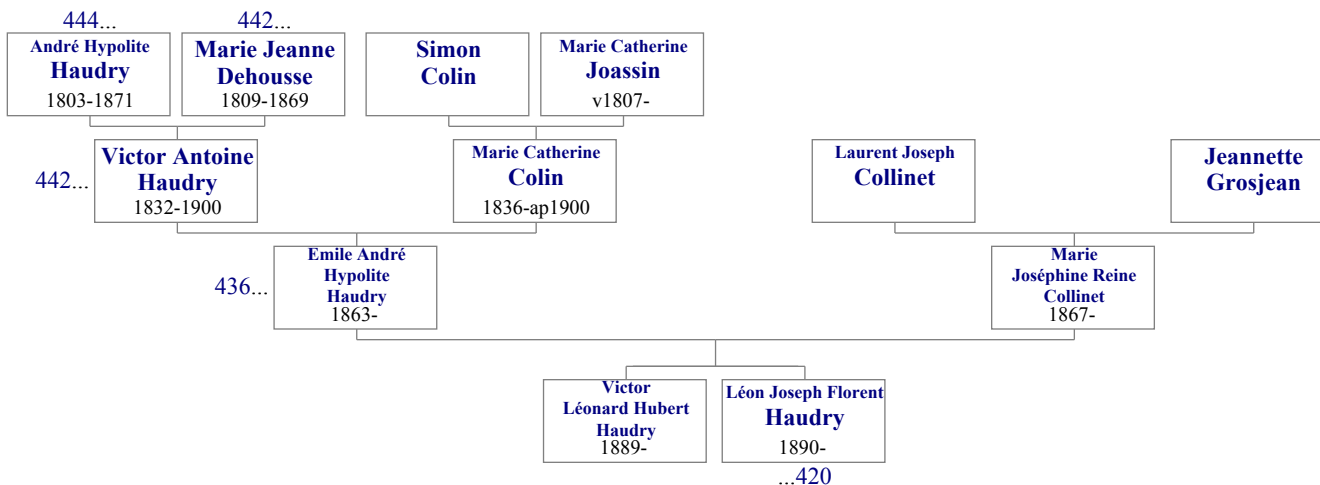 444...
442...
André Hypolite
Haudry
1803-1871
Marie Jeanne
Dehousse
1809-1869
Simon
Colin
Marie Catherine
Joassin
v1807-
442...
Victor Antoine
Haudry
1832-1900
Marie Catherine
Colin
1836-ap1900
Laurent Joseph
Collinet
Jeannette
Grosjean
436...
Emile André
Hypolite
Haudry
1863-
Marie
Joséphine Reine
Collinet
1867-
Victor
Léonard Hubert
Haudry
1889-
Léon Joseph Florent
Haudry
1890-
...420